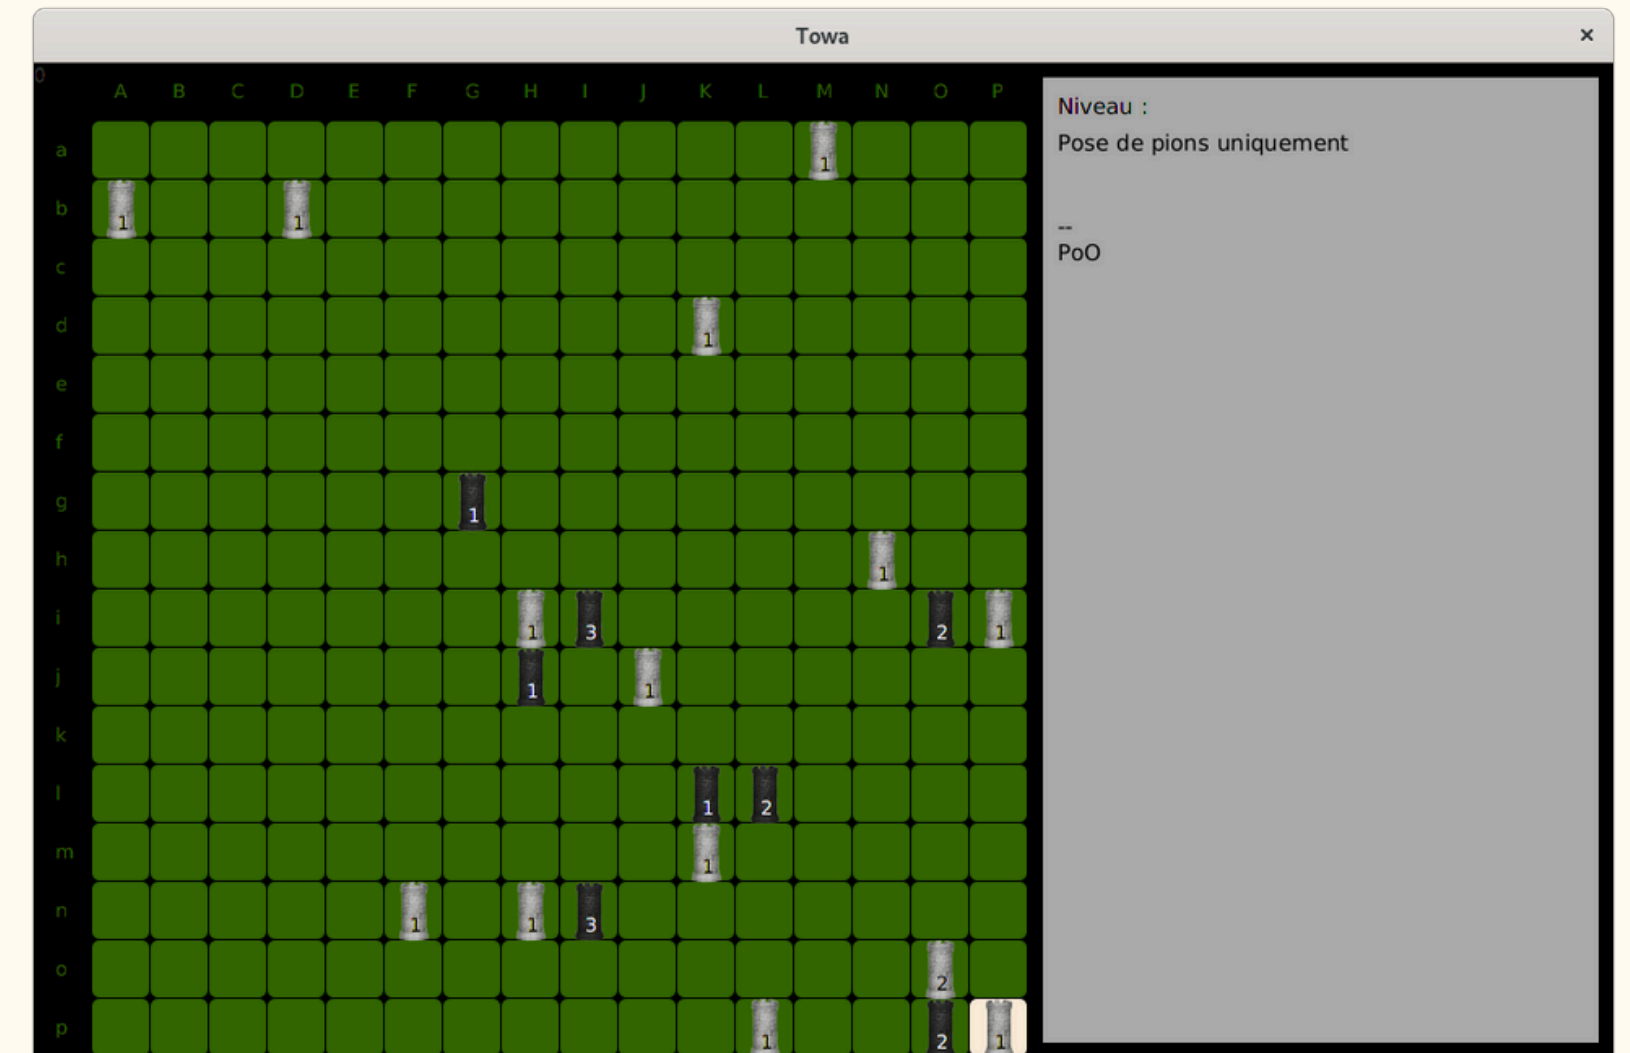 Towa ×
0
A B C D E F G H I J K L M N O P
Niveau :
a 1
Pose de pions uniquement
b 1 1
--
PoO
c
d 1
e
f
g 1
h 1
i 1 3 2 1
j 1 1
k
l 1 2
m 1
n 1 1 3
o 2
p 1 2 1